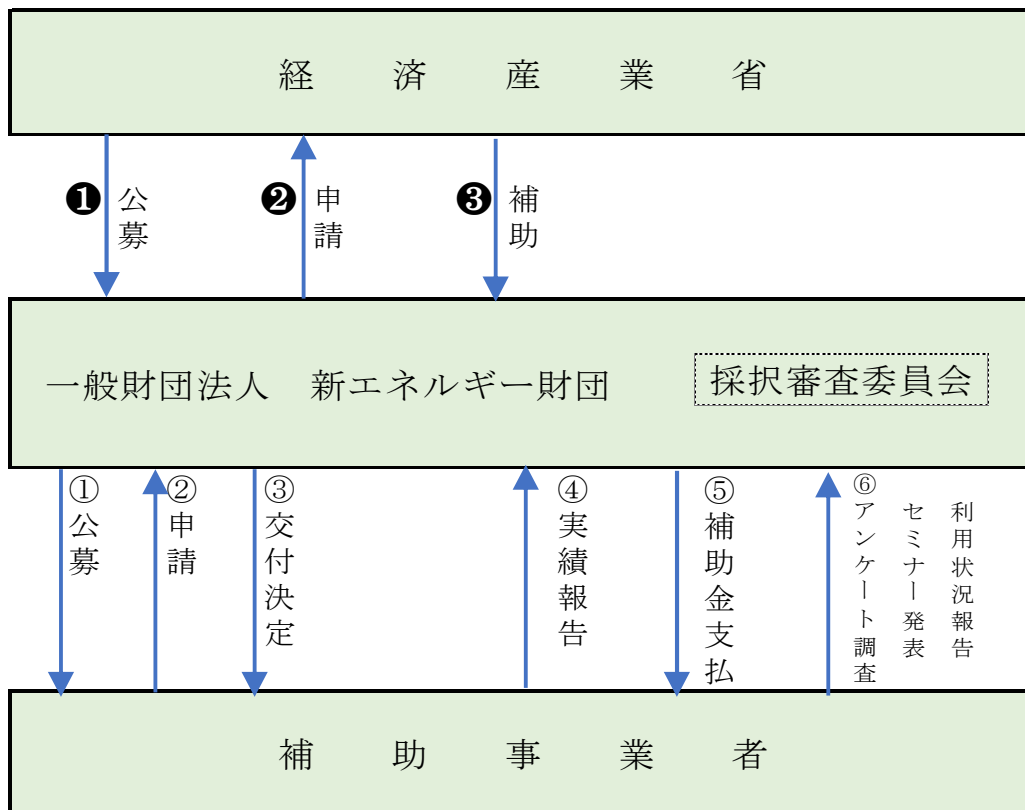 経済産業省
❶公募
❷申請
❸補助
一般財団法人 新エネルギー財団
採択審査委員会
①公募
②申請
③交付決定
④実績報告
⑤補助金支払
利用状況報告
セミナー発表
⑥アンケート調査
補助事業者